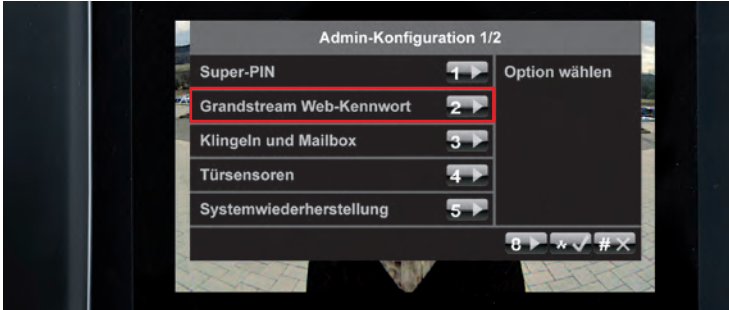 Admin-Konfiguration 1/2
Super-PIN 1 Option wählen
Grandstream Web-Kennwort 2
Klingeln und Mailbox 3
Türsensoren 4
Systemwiederherstellung 5
8 * #